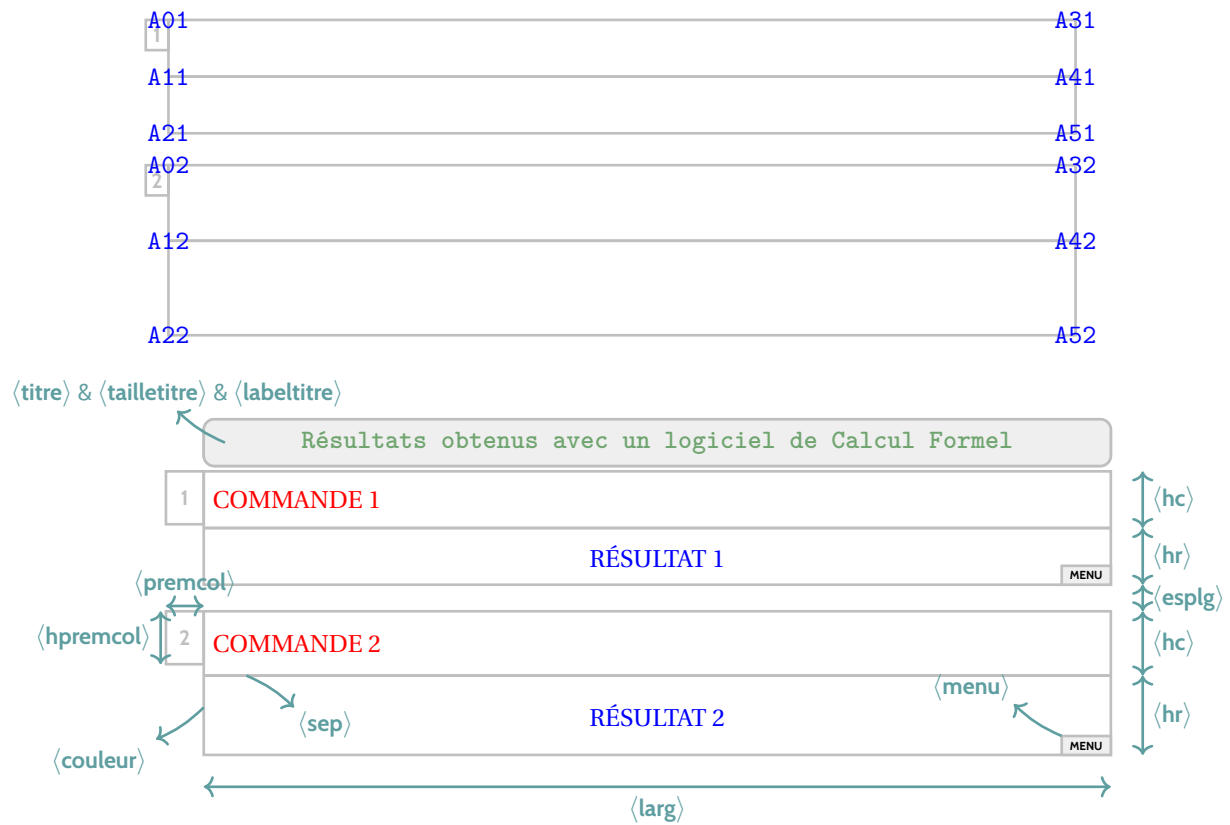 A01 A31
1
A11 A41
A21 A51
A02 A32
2
A12 A42
A22 A52
⟨titre⟩ & ⟨tailletitre⟩ & ⟨labeltitre⟩
Résultats obtenus avec un logiciel de Calcul Formel
1 COMMANDE 1 ⟨hc⟩
RÉSULTAT 1 ⟨hr⟩
MENU
⟨premcol⟩
⟨esplg⟩
⟨hpremcol⟩ 2 COMMANDE 2 ⟨hc⟩
⟨menu⟩
⟨sep⟩ RÉSULTAT 2 ⟨hr⟩
MENU
⟨couleur⟩
⟨larg⟩